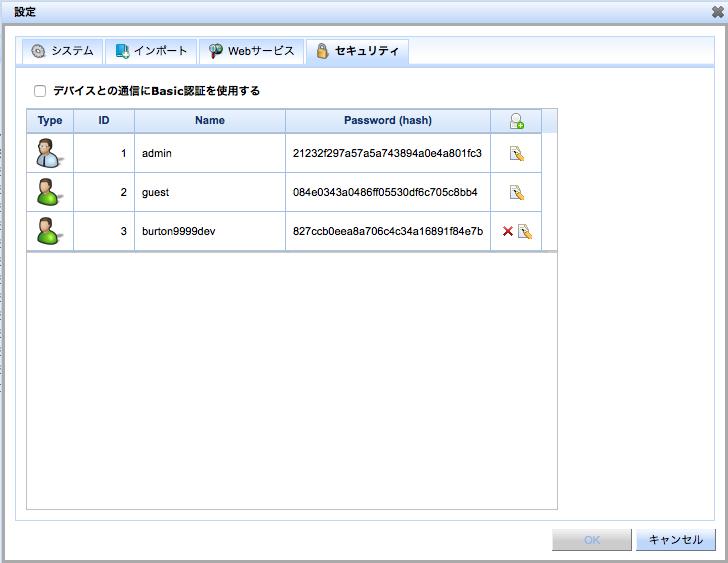 設定
システム インポート Webサービス セキュリティ
デバイスとの通信にBasic認証を使用する
Type ID Name Password (hash)
1 admin 21232f297a57a5a743894a0e4a801fc3
2 guest 084e0343a0486ff05530df6c705c8bb4
3 burton9999dev 827ccb0eea8a706c4c34a16891f84e7b
OK キャンセル